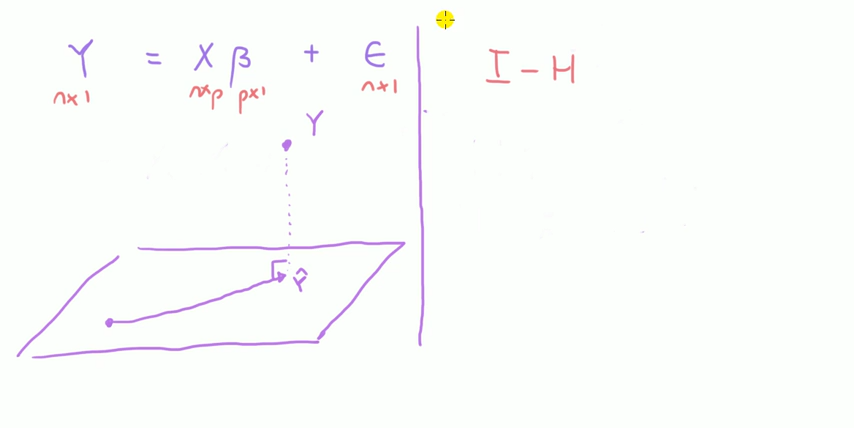 Y = X β + ϵ
n×1 n×p p×1 n×1
Y
Ŷ
I - H